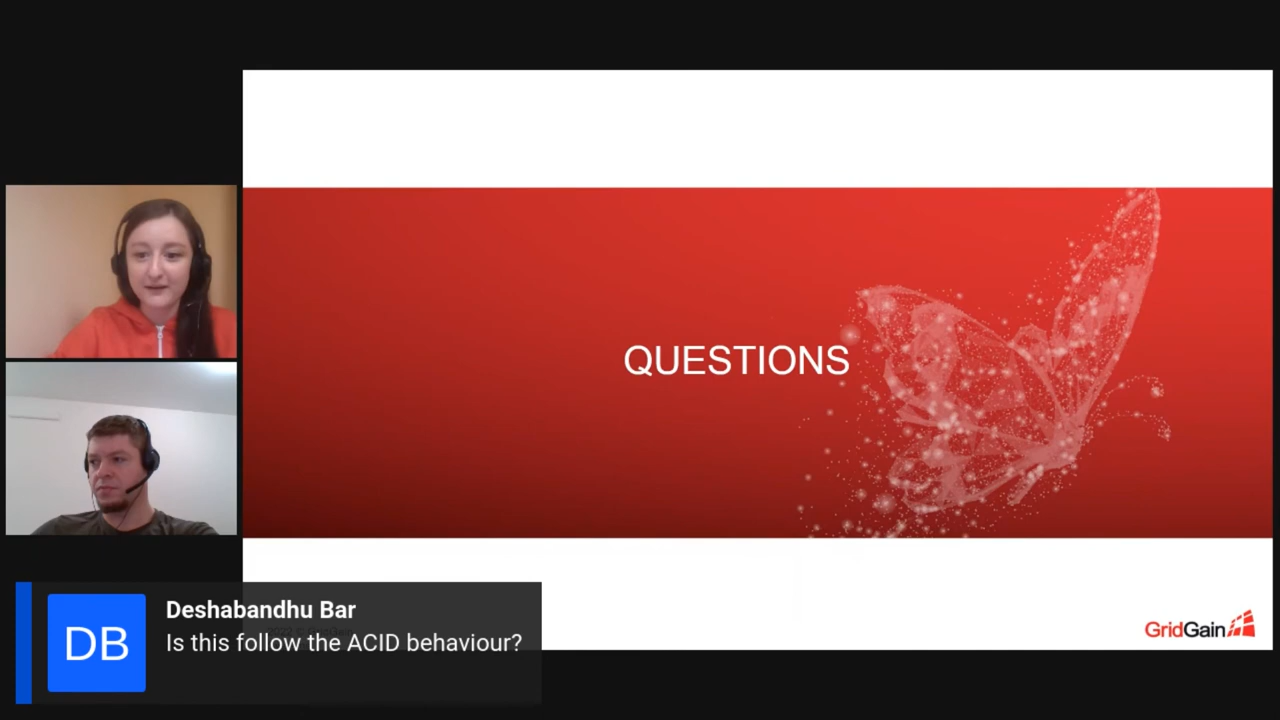 QUESTIONS
GridGain
DB
Deshabandhu Bar
Is this follow the ACID behaviour?